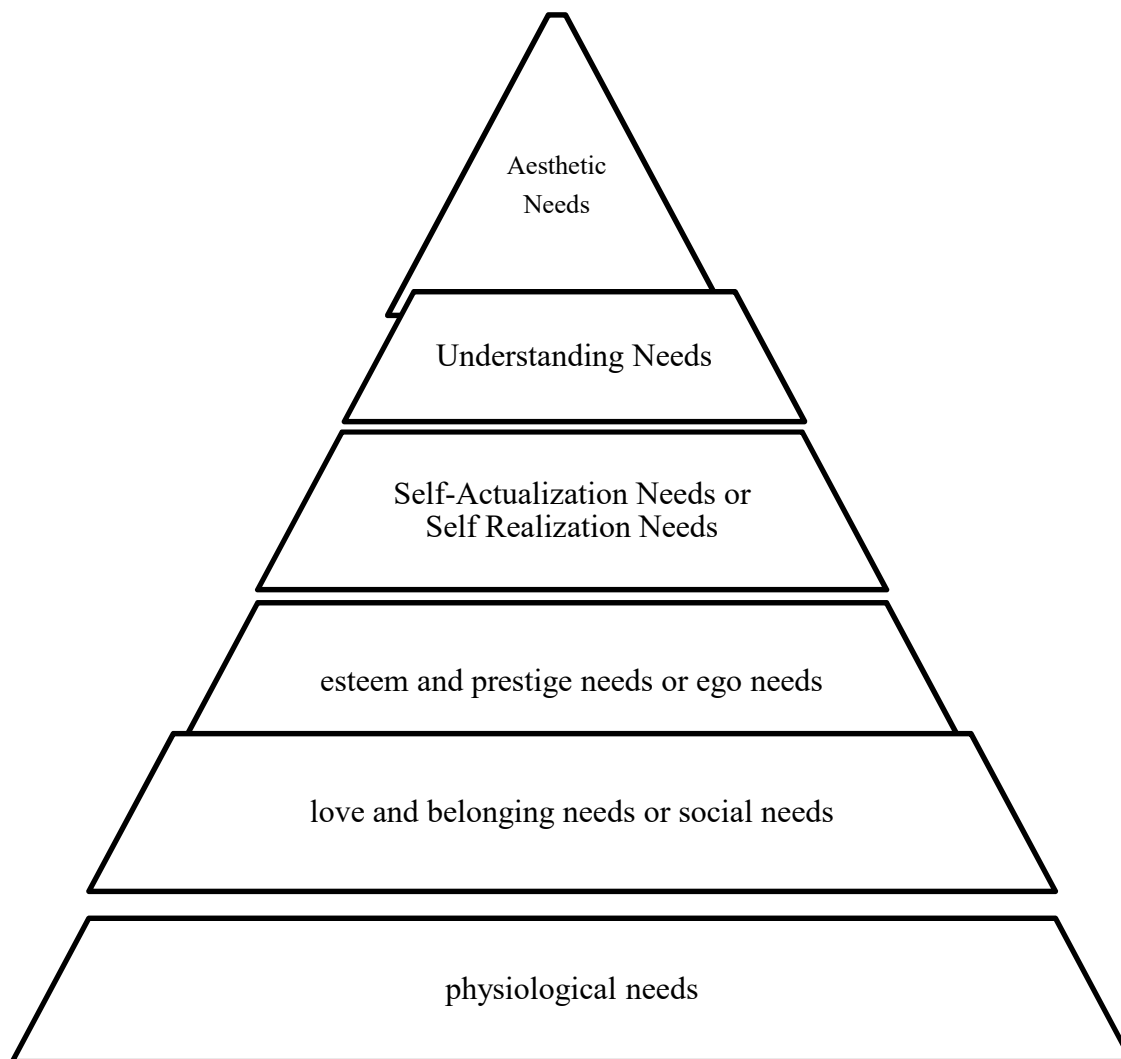 Aesthetic
Needs
Understanding Needs
Self-Actualization Needs or
Self Realization Needs
esteem and prestige needs or ego needs
love and belonging needs or social needs
physiological needs